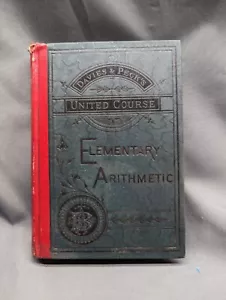 DAVIES & PECK'S
UNITED COURSE
ELEMENTARY
ARITHMETIC